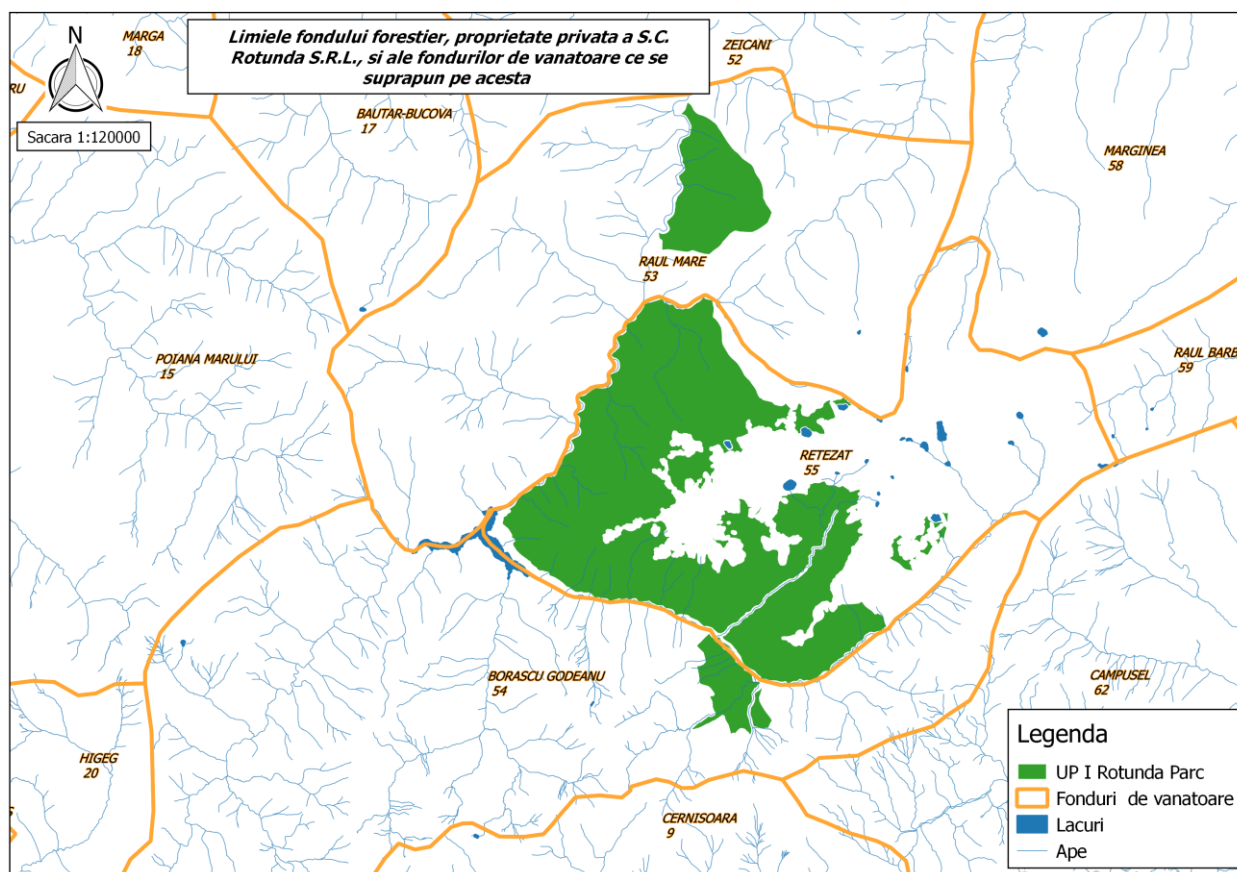 Limiele fondului forestier, proprietate privata a S.C.
Rotunda S.R.L., si ale fondurilor de vanatoare ce se
suprapun pe acesta
N
Sacara 1:120000
MARGA
18
ZEICANI
52
RU
BAUTAR-BUCOVA
17
MARGINEA
58
RAUL MARE
53
POIANA MARULUI
15
RAUL BARB
59
RETEZAT
55
BORASCU GODEANU
54
CAMPUSEL
62
HIGEG
20
S
CERNISOARA
9
Legenda
UP I Rotunda Parc
Fonduri de vanatoare
Lacuri
Ape